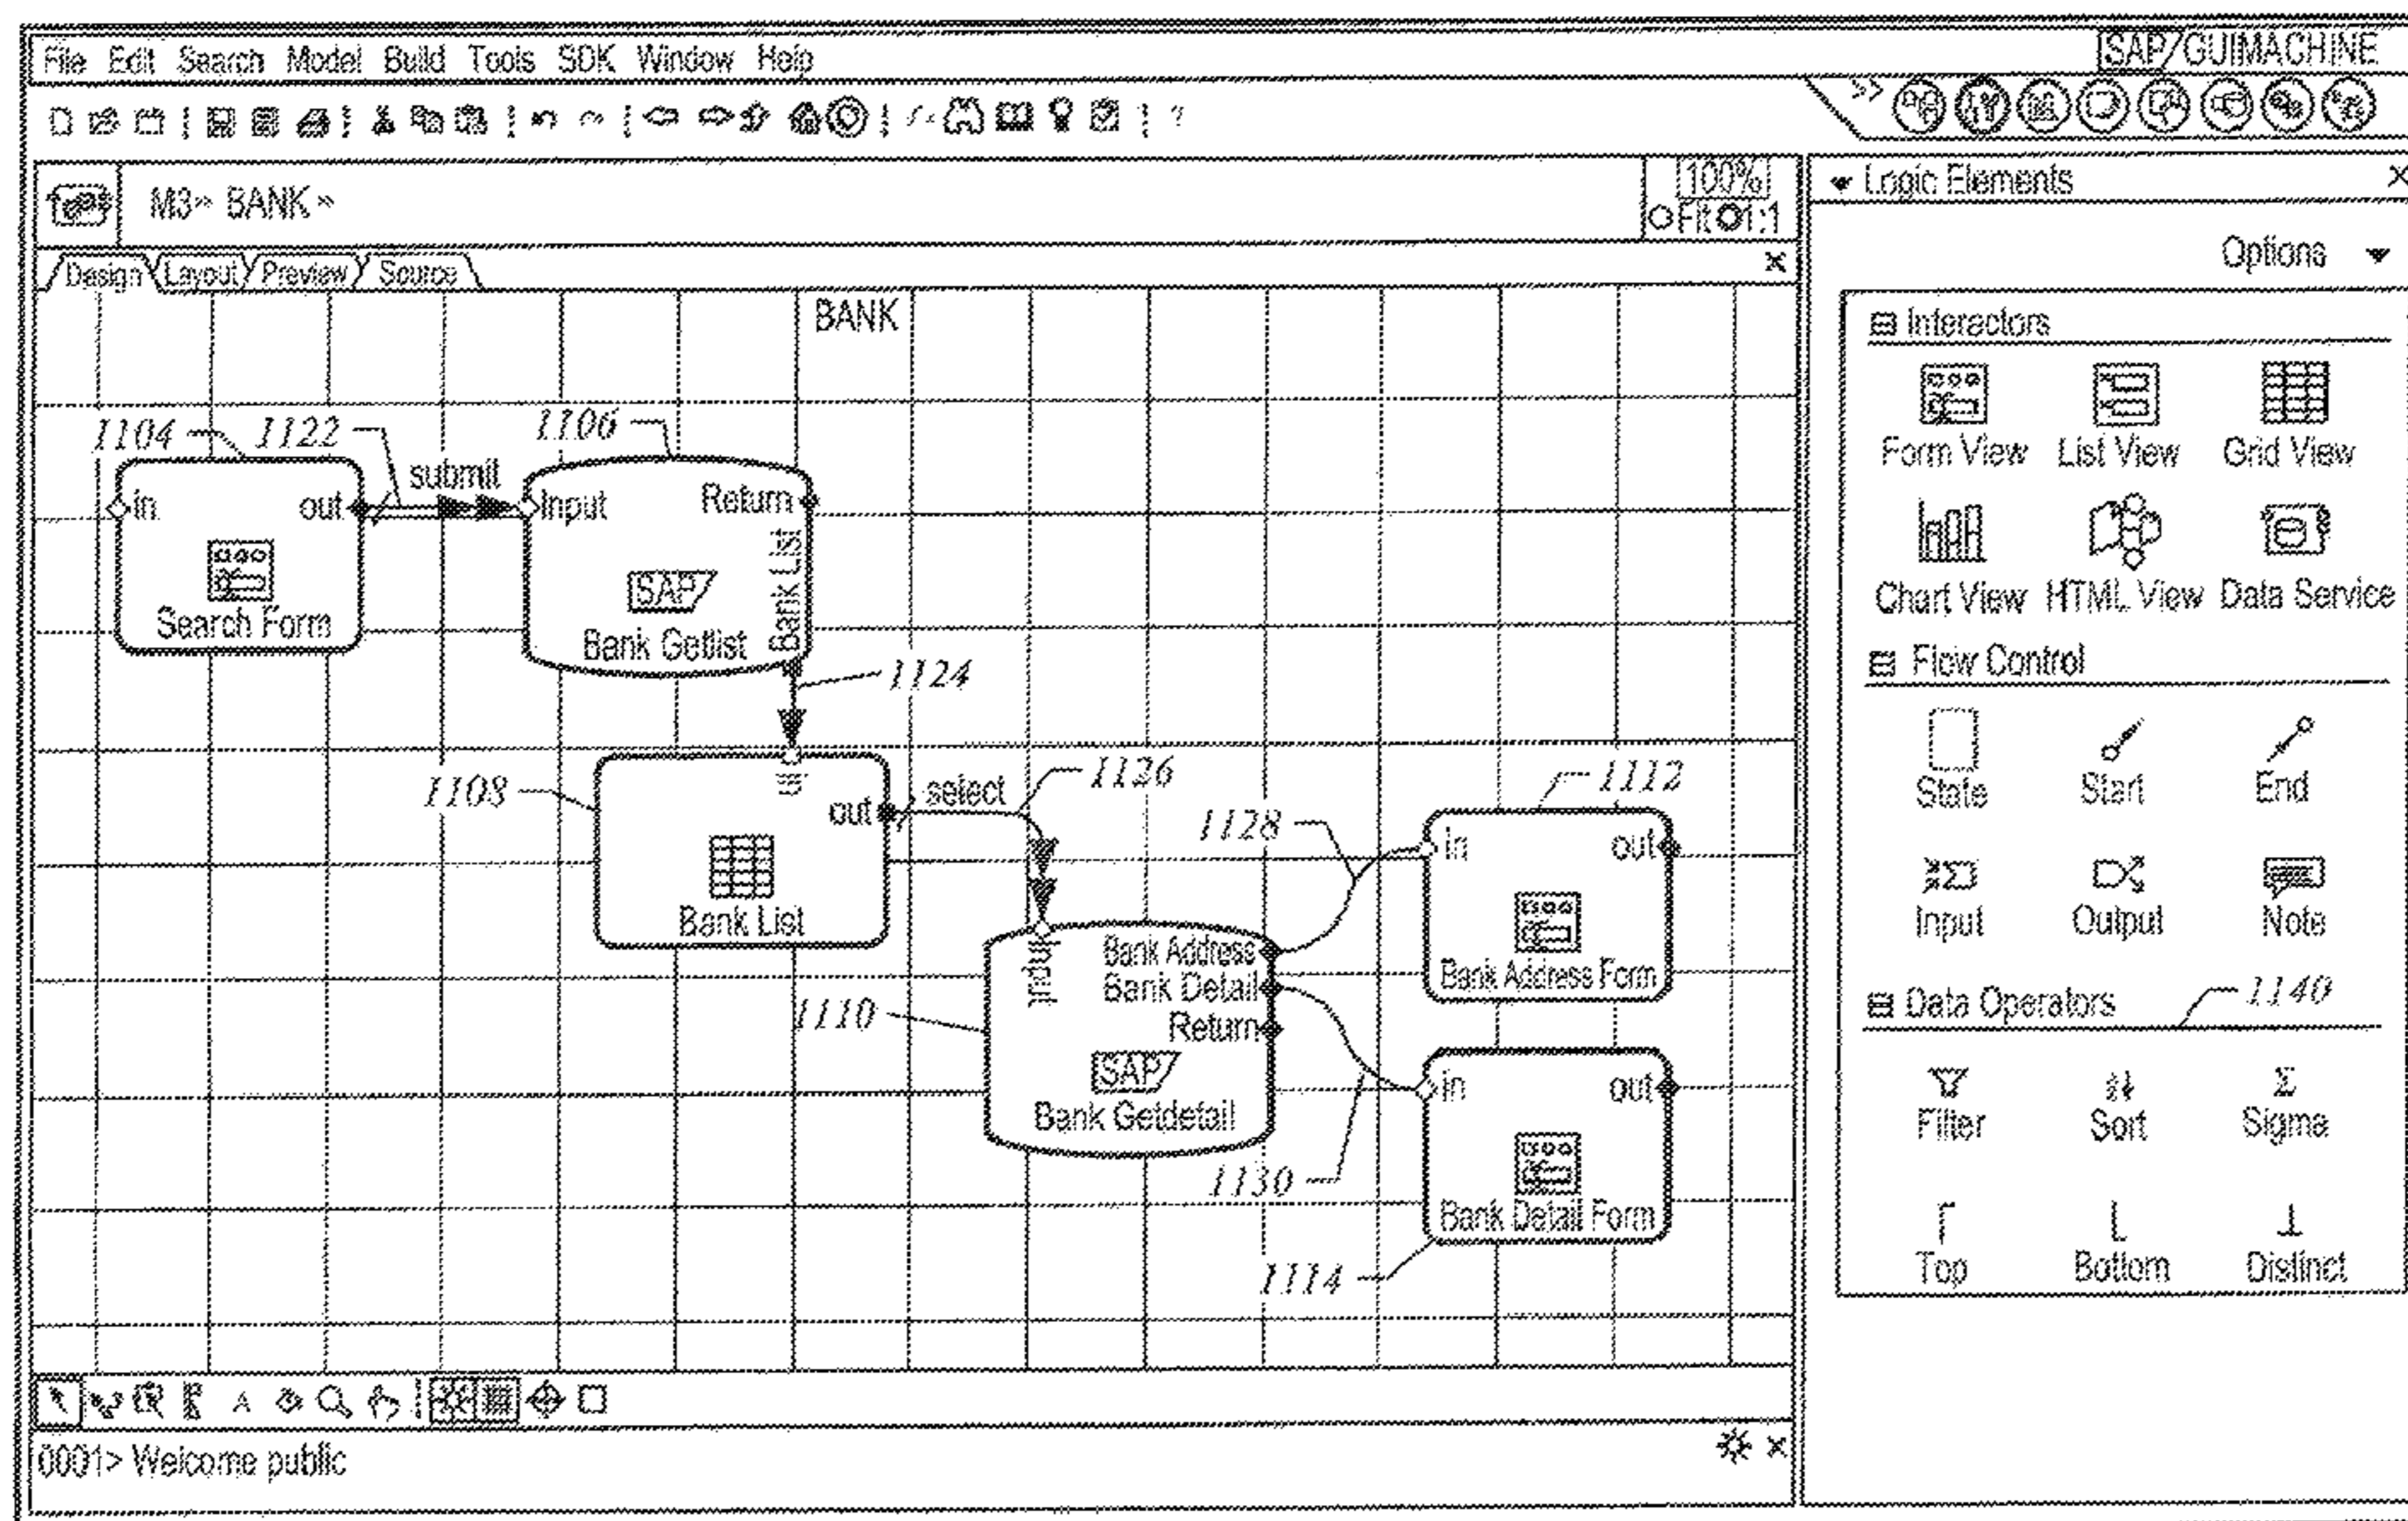 File Edit Search Model Build Tools SDK Window Help
SAP/GUIMACHINE
M3» BANK»
100%
Fit 1:1
Design Layout Preview Source
BANK
1104
1122
1106
submit
in
out
Search Form
Input
Return
Bank List
SAP
Bank Getlist
1124
1108
in
out
Bank List
select
1126
1128
1112
in
out
Bank Address Form
1110
Input
Bank Address
Bank Detail
Return
SAP
Bank Getdetail
1130
in
out
Bank Detail Form
1114
0001> Welcome public
Logic Elements
Options
Interactors
Form View List View Grid View
Chart View HTML View Data Service
Flow Control
State Start End
Input Output Note
Data Operators
1140
Filter Sort Sigma
Top Bottom Distinct